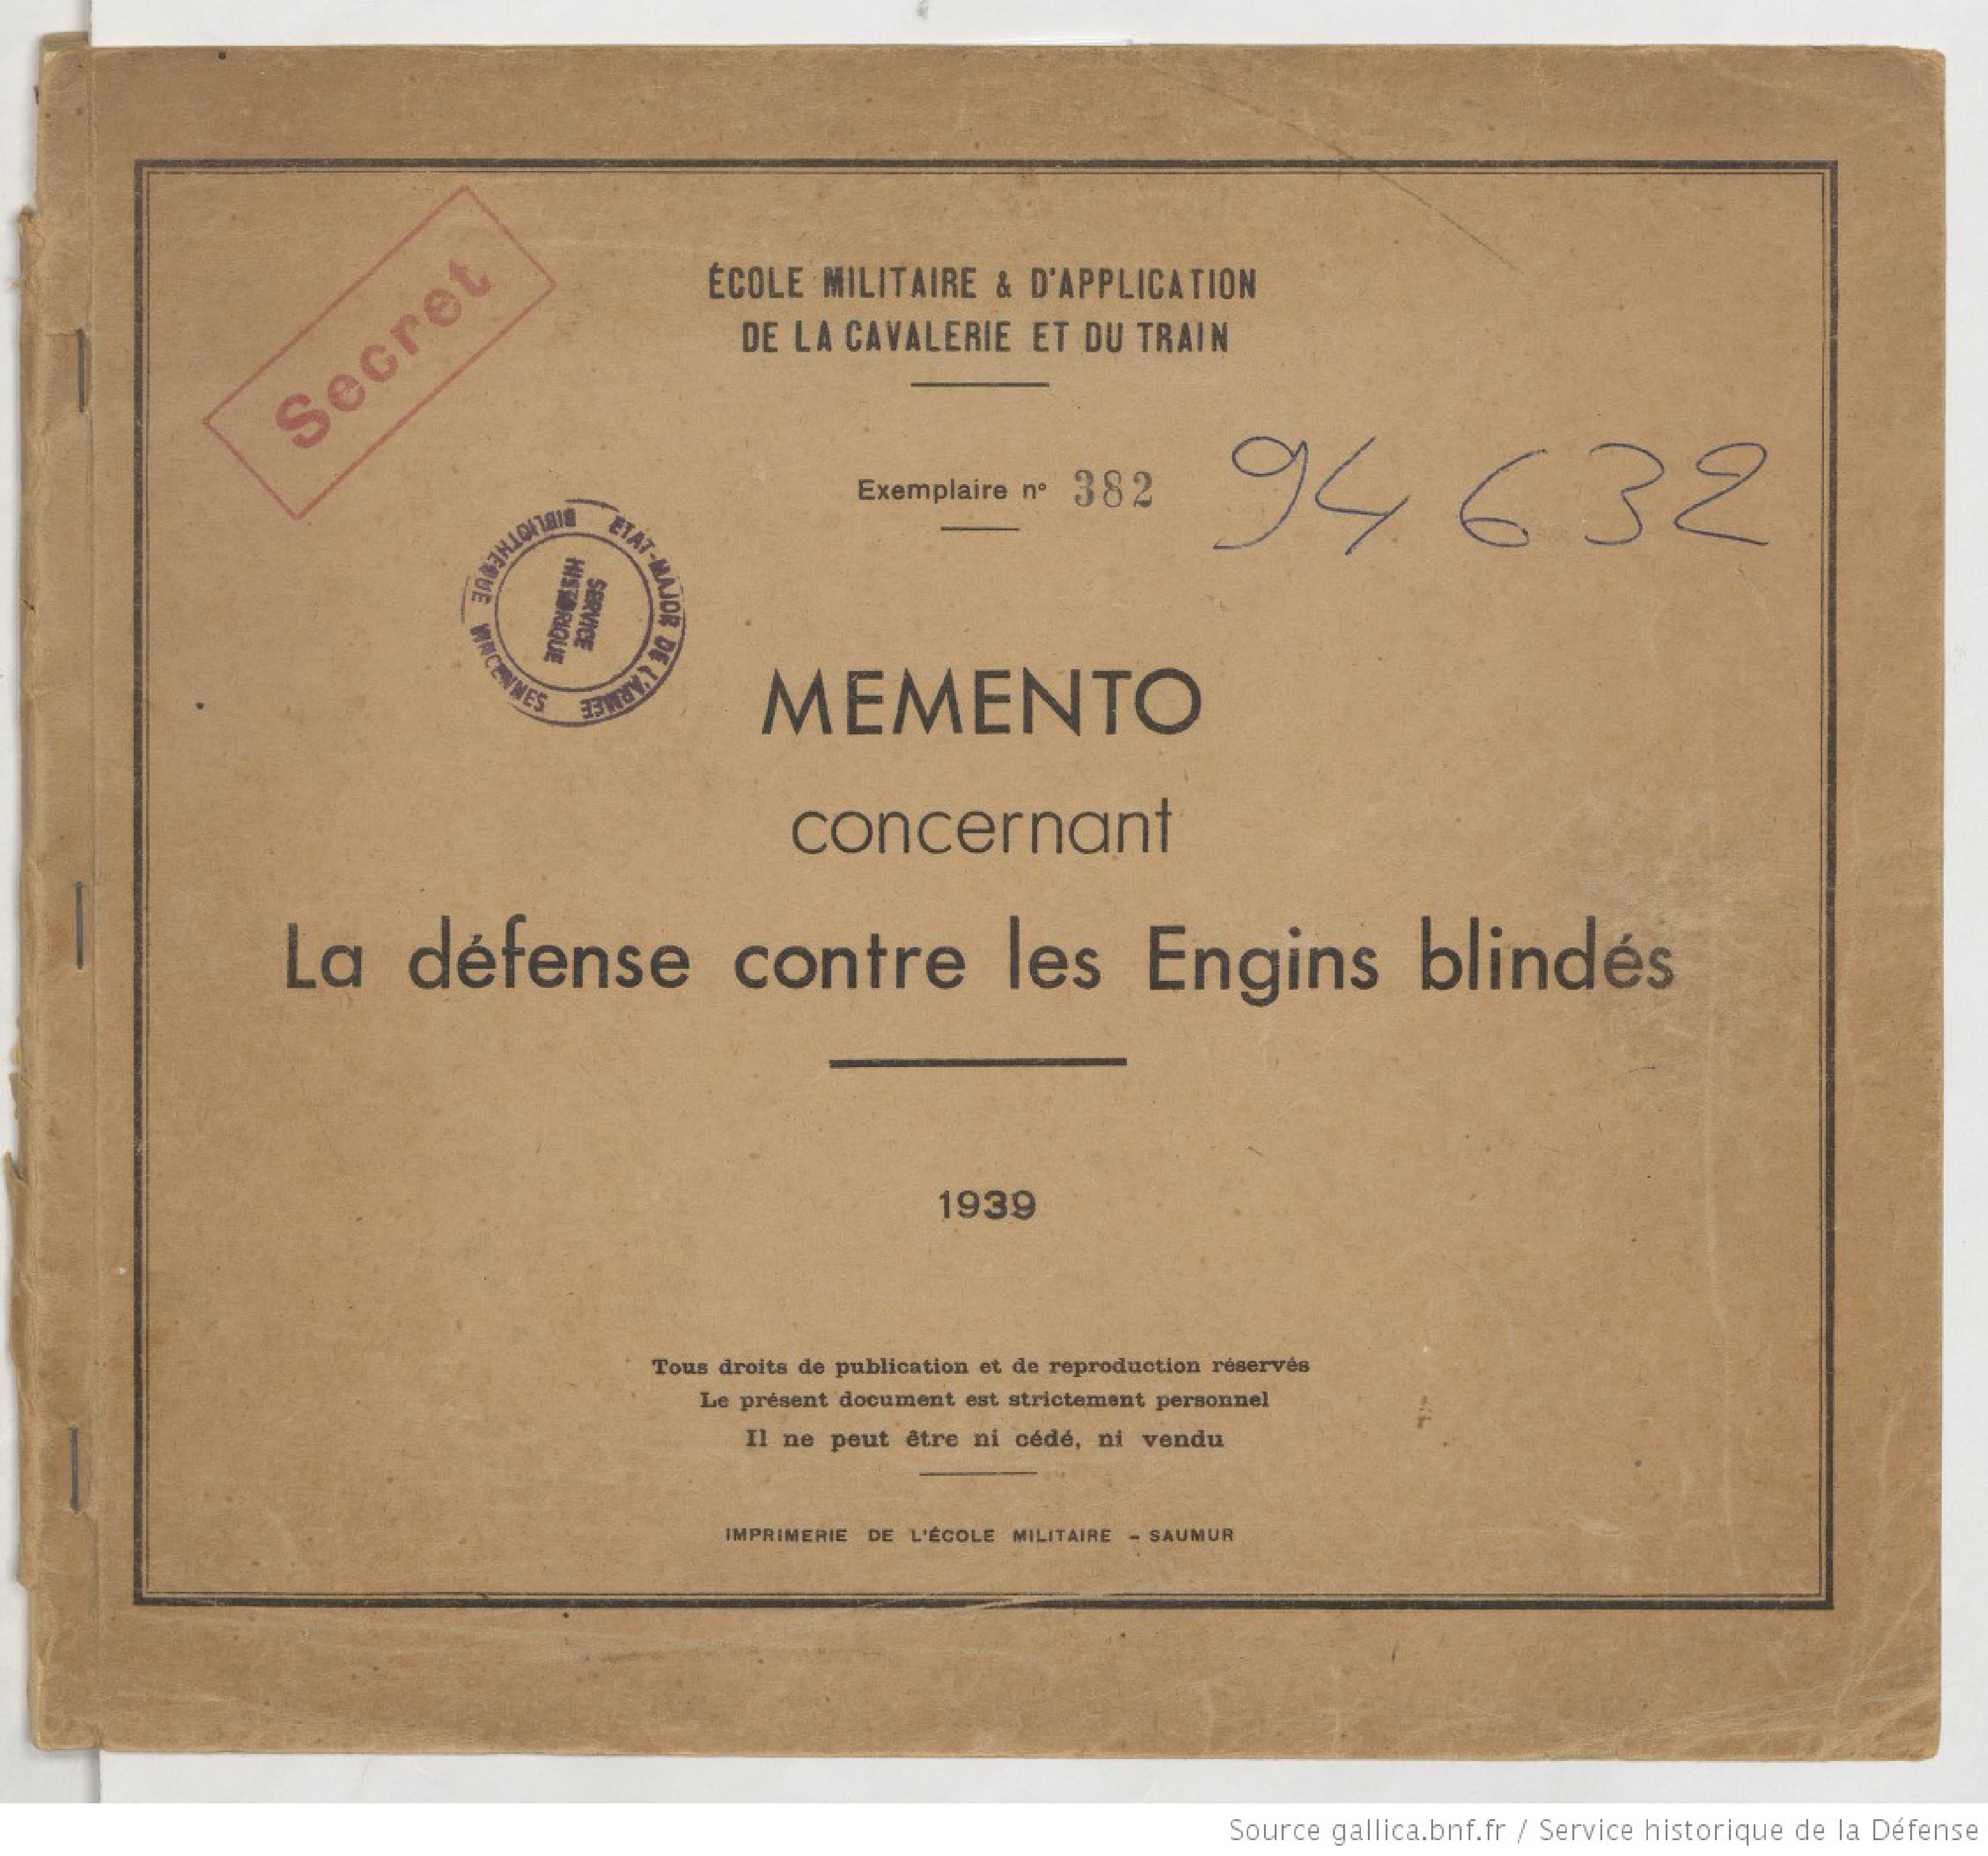 Secret
ÉCOLE MILITAIRE & D'APPLICATION
DE LA CAVALERIE ET DU TRAIN
Exemplaire nº 382
94 632
ETAT-MAJOR DE L'ARMEE
BIBLIOTHEQUE VINCENNES
SERVICE
HISTORIQUE
MEMENTO
concernant
La défense contre les Engins blindés
1939
Tous droits de publication et de reproduction réservés
Le présent document est strictement personnel
Il ne peut être ni cédé, ni vendu
IMPRIMERIE DE L'ÉCOLE MILITAIRE - SAUMUR
Source gallica.bnf.fr / Service historique de la Défense